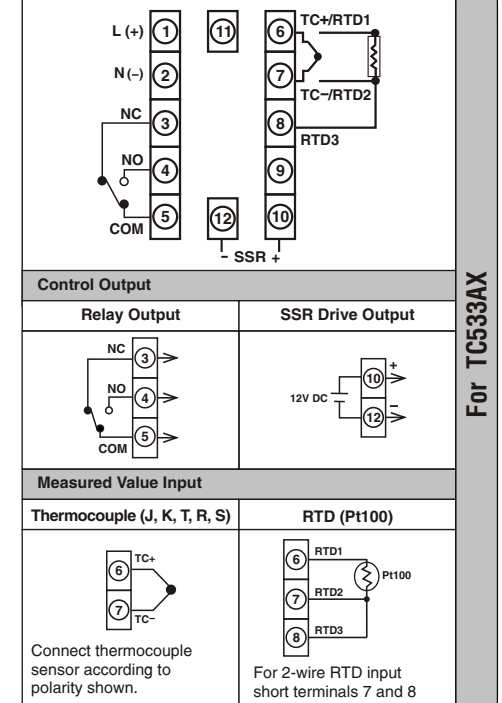 L (+) 1 11 6 TC+/RTD1
N (–) 2 7 TC–/RTD2
NC 3 8 RTD3
NO 4 9
COM 5 12 10
– SSR +
Control Output
Relay Output
SSR Drive Output
NC 3
NO 4
COM 5
12V DC
10 +
12 –
Measured Value Input
Thermocouple (J, K, T, R, S)
RTD (Pt100)
6 TC+
7 TC–
Connect thermocouple
sensor according to
polarity shown.
6 RTD1
Pt100
7 RTD2
8 RTD3
For 2-wire RTD input
short terminals 7 and 8
For TC533AX